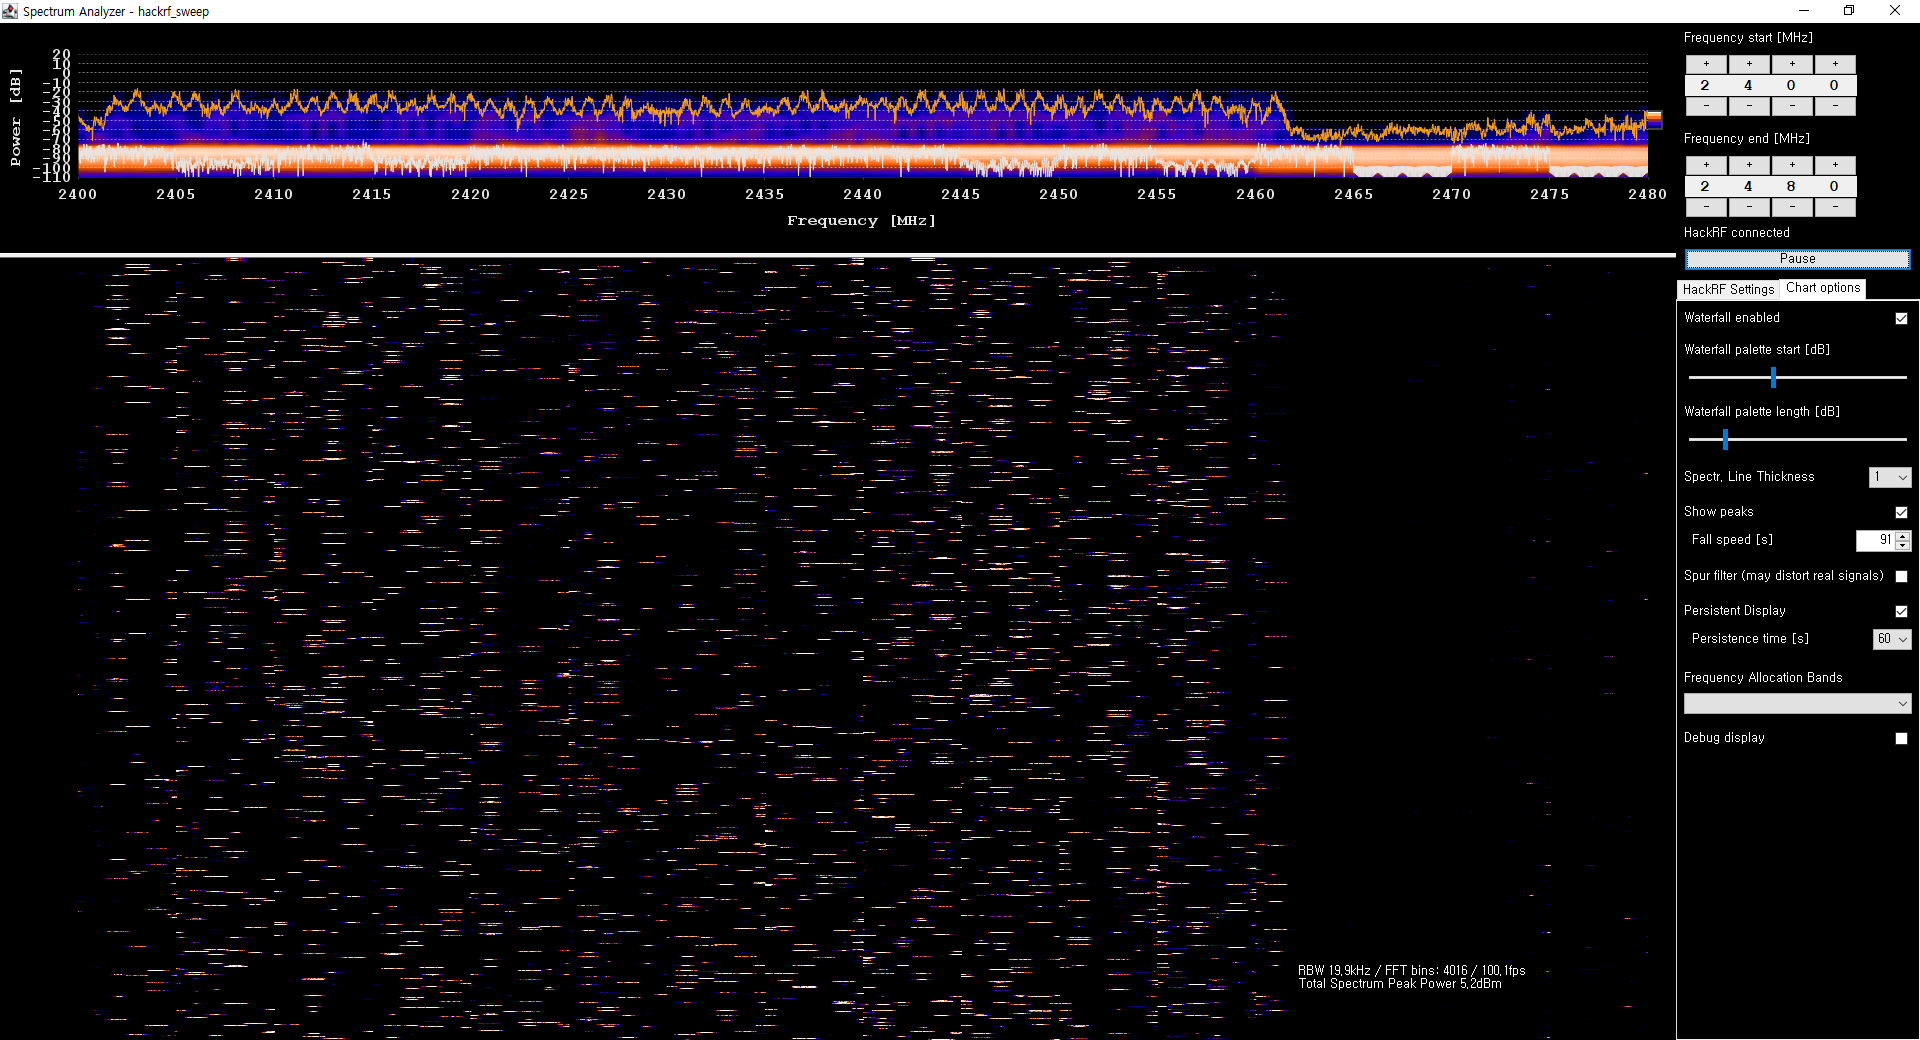 Spectrum Analyzer - hackrf_sweep
Power [dB]
20
10
0
-10
-20
-30
-40
-50
-60
-70
-80
-90
-100
-110
2400 2405 2410 2415 2420 2425 2430 2435 2440 2445 2450 2455 2460 2465 2470 2475 2480
Frequency [MHz]
RBW 19,9kHz / FFT bins: 4016 / 100,1fps
Total Spectrum Peak Power 5,2dBm
Frequency start [MHz]
+ + + +
2 4 0 0
- - - -
Frequency end [MHz]
+ + + +
2 4 8 0
- - - -
HackRF connected
Pause
HackRF Settings Chart options
Waterfall enabled
Waterfall palette start [dB]
Waterfall palette length [dB]
Spectr. Line Thickness 1
Show peaks
Fall speed [s] 91
Spur filter (may distort real signals)
Persistent Display
Persistence time [s] 60
Frequency Allocation Bands
Debug display